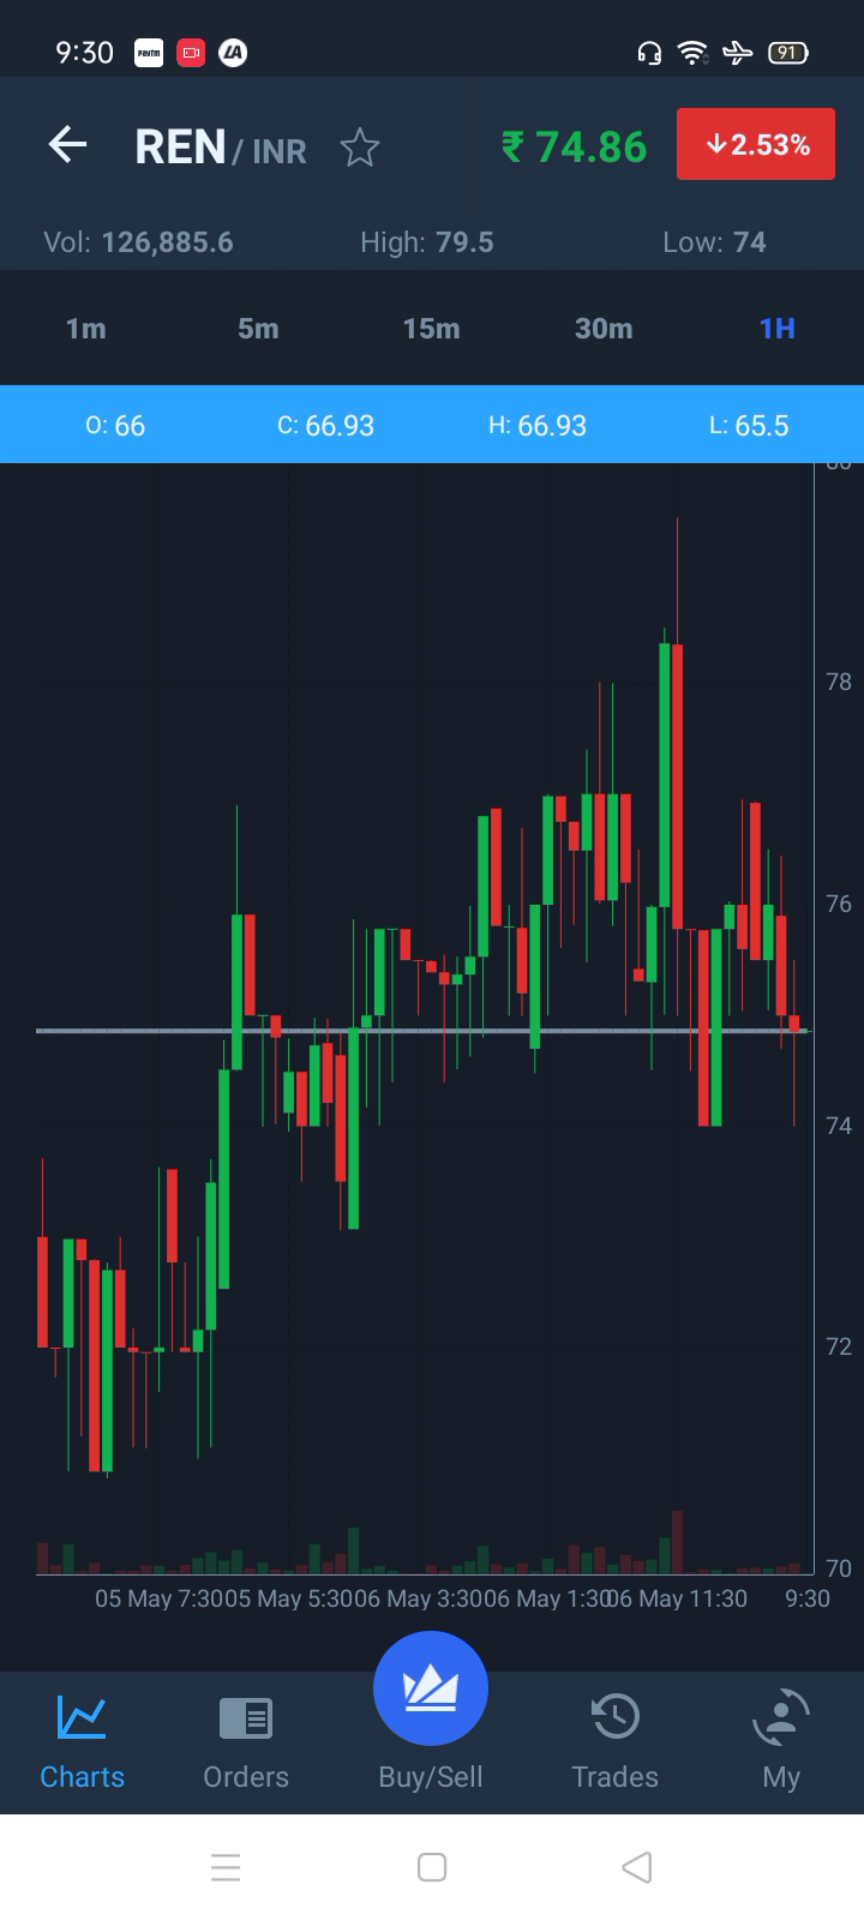 9:30 paytm LA 91
REN / INR ₹ 74.86 ↓2.53%
Vol: 126,885.6 High: 79.5 Low: 74
1m 5m 15m 30m 1H
O: 66 C: 66.93 H: 66.93 L: 65.5
80
78
76
74
72
70
05 May 7:30 05 May 5:30 06 May 3:30 06 May 1:30 06 May 11:30 9:30
Charts Orders Buy/Sell Trades My